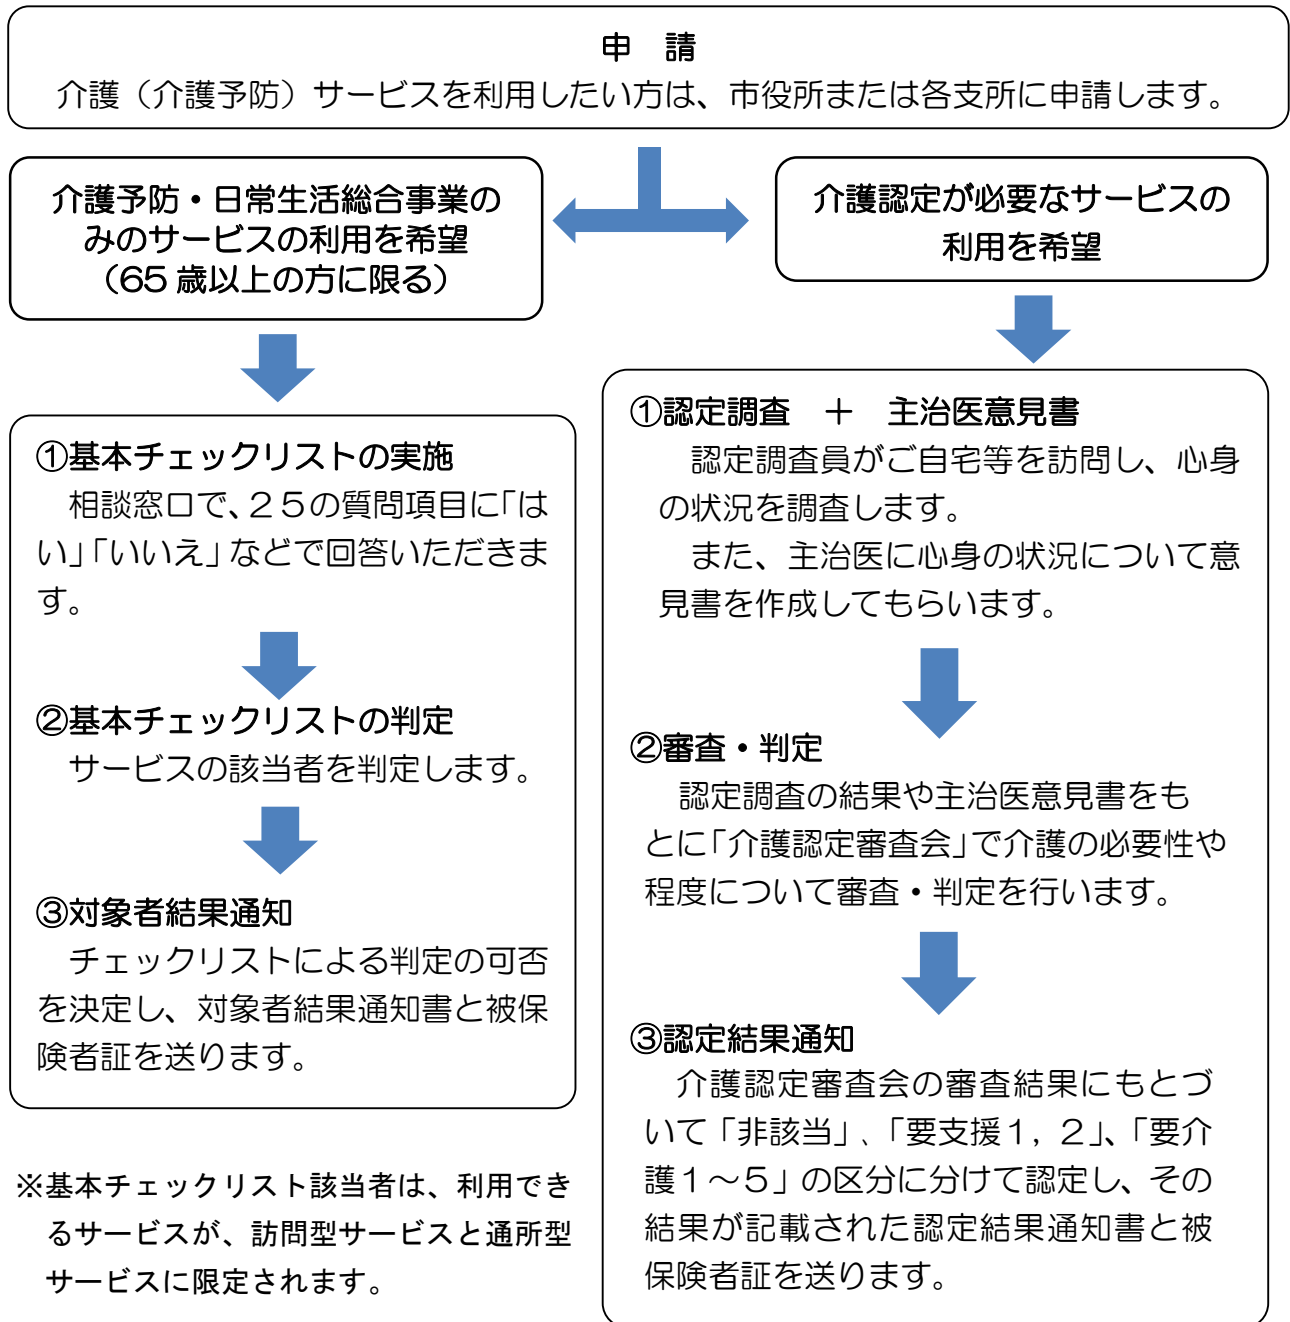 申　請
介護（介護予防）サービスを利用したい方は、市役所または各支所に申請します。
介護予防・日常生活総合事業の
みのサービスの利用を希望
（65歳以上の方に限る）
①基本チェックリストの実施
相談窓口で、２５の質問項目に「は
い」「いいえ」などで回答いただきま
す。
②基本チェックリストの判定
サービスの該当者を判定します。
③対象者結果通知
チェックリストによる判定の可否
を決定し、対象者結果通知書と被保
険者証を送ります。
※基本チェックリスト該当者は、利用でき
るサービスが、訪問型サービスと通所型
サービスに限定されます。
介護認定が必要なサービスの
利用を希望
①認定調査　＋　主治医意見書
認定調査員がご自宅等を訪問し、心身
の状況を調査します。
また、主治医に心身の状況について意
見書を作成してもらいます。
②審査・判定
認定調査の結果や主治医意見書をも
とに「介護認定審査会」で介護の必要性や
程度について審査・判定を行います。
③認定結果通知
介護認定審査会の審査結果にもとづ
いて「非該当」、「要支援１，２」、「要介
護１～５」の区分に分けて認定し、その
結果が記載された認定結果通知書と被
保険者証を送ります。